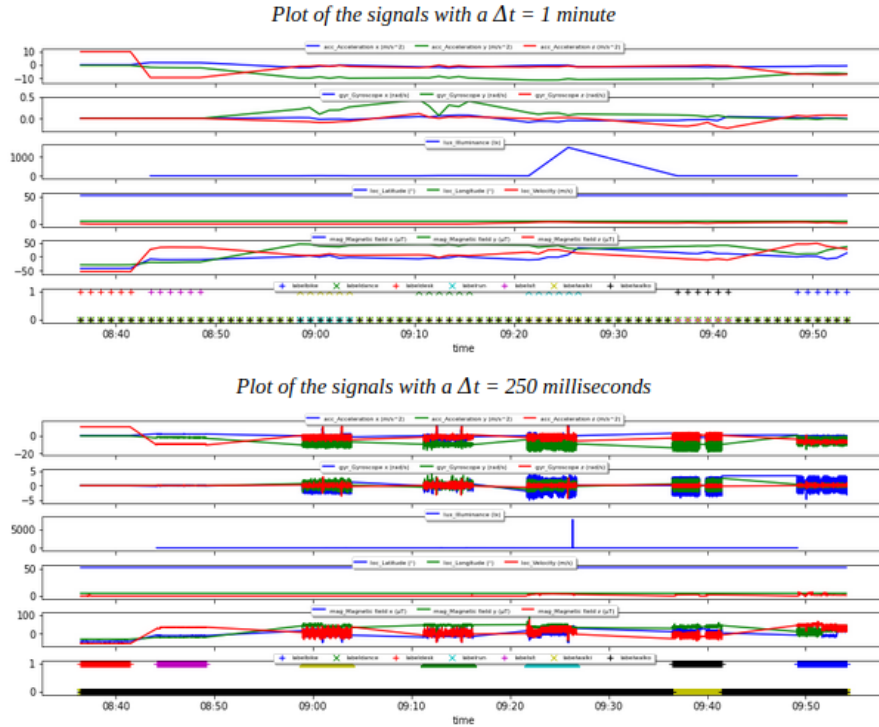 Plot of the signals with a Δt = 1 minute
acc_Acceleration x (m/s^2) acc_Acceleration y (m/s^2) acc_Acceleration z (m/s^2)
10
0
−10
gyr_Gyroscope x (rad/s) gyr_Gyroscope y (rad/s) gyr_Gyroscope z (rad/s)
0.5
0.0
lux_Illuminance (lx)
1000
0
loc_Latitude (°) loc_Longitude (°) loc_Velocity (m/s)
50
0
mag_Magnetic field x (µT) mag_Magnetic field y (µT) mag_Magnetic field z (µT)
50
0
−50
labelbike labeldance labeldesk labelrun labelsit labelwalki labelwalko
1
0
08:40 08:50 09:00 09:10 09:20 09:30 09:40 09:50
time
Plot of the signals with a Δt = 250 milliseconds
acc_Acceleration x (m/s^2) acc_Acceleration y (m/s^2) acc_Acceleration z (m/s^2)
0
−20
gyr_Gyroscope x (rad/s) gyr_Gyroscope y (rad/s) gyr_Gyroscope z (rad/s)
5
0
−5
lux_Illuminance (lx)
5000
0
loc_Latitude (°) loc_Longitude (°) loc_Velocity (m/s)
50
0
mag_Magnetic field x (µT) mag_Magnetic field y (µT) mag_Magnetic field z (µT)
100
0
labelbike labeldance labeldesk labelrun labelsit labelwalki labelwalko
1
0
08:40 08:50 09:00 09:10 09:20 09:30 09:40 09:50
time